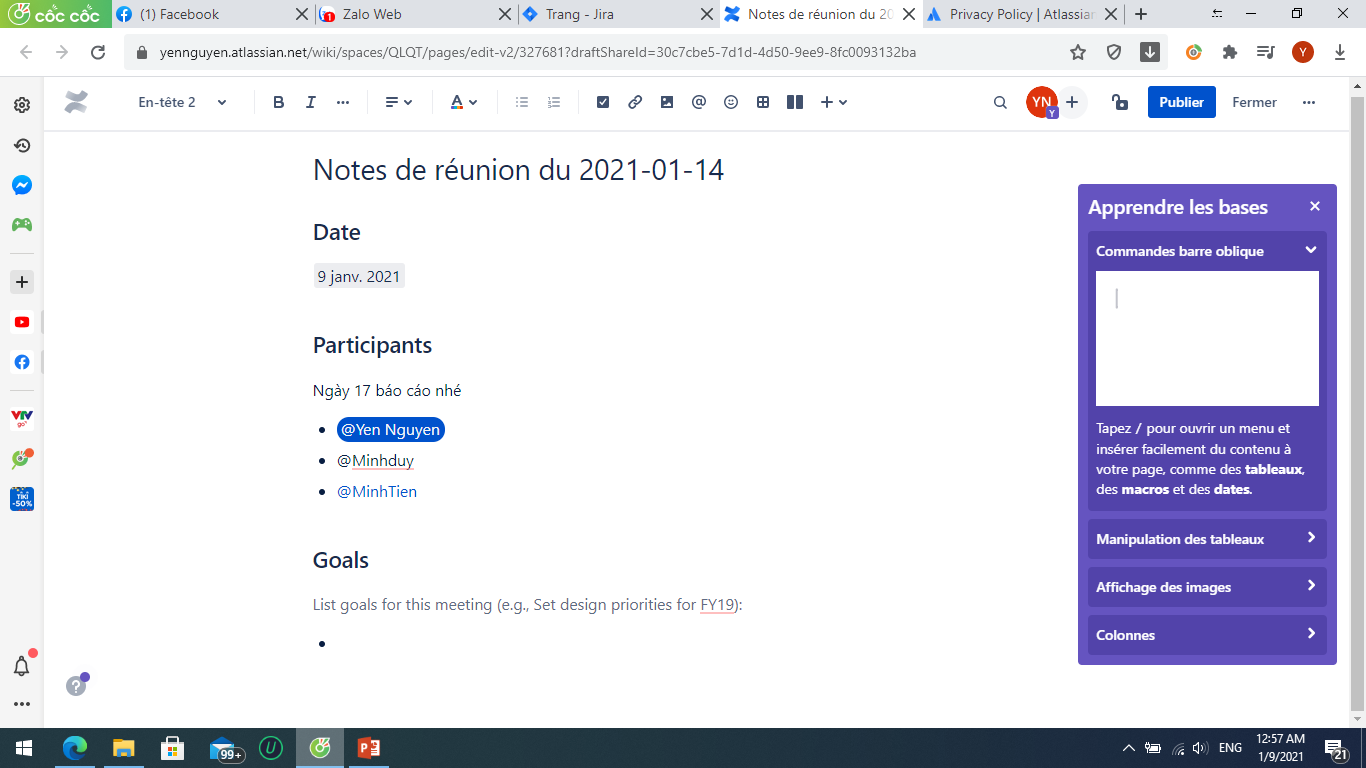 CỐC CỐC
(1) Facebook
1
Zalo Web
Trang - Jira
Notes de réunion du 20
Privacy Policy | Atlassian
yennguyen.atlassian.net/wiki/spaces/QLQT/pages/edit-v2/327681?draftShareId=30c7cbe5-7d1d-4d50-9ee9-8fc0093132ba
Y
En-tête 2
B I
A
YN
Y
Publier
Fermer
Notes de réunion du 2021-01-14
Date
9 janv. 2021
Participants
Ngày 17 báo cáo nhé
@Yen Nguyen
@Minhduy
@MinhTien
Goals
List goals for this meeting (e.g., Set design priorities for FY19):
Apprendre les bases
Commandes barre oblique
Tapez / pour ouvrir un menu et
insérer facilement du contenu à
votre page, comme des tableaux,
des macros et des dates.
Manipulation des tableaux
Affichage des images
Colonnes
VTV
go
TIKI
-50%
99+
U
P
ENG
12:57 AM
1/9/2021
21